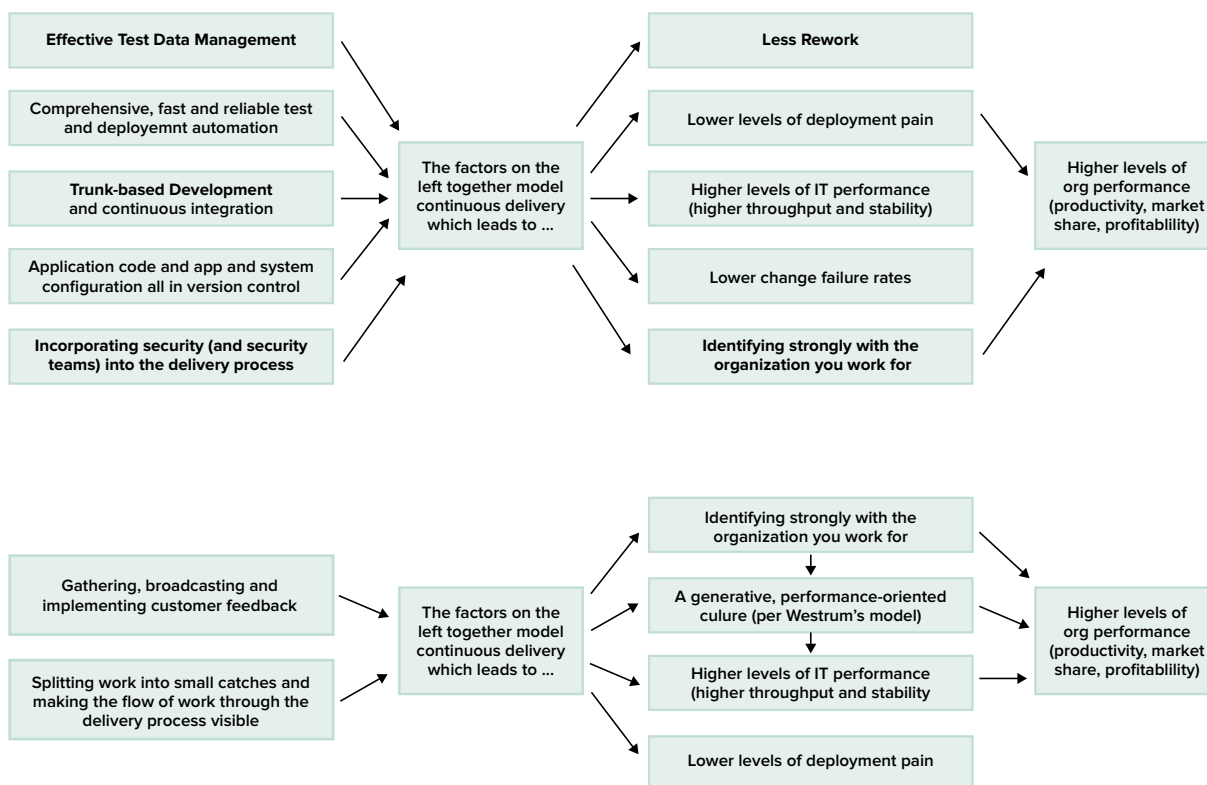 Effective Test Data Management
Comprehensive, fast and reliable test
and deployemnt automation
Trunk-based Development
and continuous integration
Application code and app and system
configuration all in version control
Incorporating security (and security
teams) into the delivery process
The factors on the
left together model
continuous delivery
which leads to ...
Less Rework
Lower levels of deployment pain
Higher levels of IT performance
(higher throughput and stability)
Lower change failure rates
Identifying strongly with the
organization you work for
Higher levels of
org performance
(productivity, market
share, profitablility)
Gathering, broadcasting and
implementing customer feedback
Splitting work into small catches and
making the flow of work through the
delivery process visible
The factors on the
left together model
continuous delivery
which leads to ...
Identifying strongly with the
organization you work for
A generative, performance-oriented
culure (per Westrum's model)
Higher levels of IT performance
(higher throughput and stability
Lower levels of deployment pain
Higher levels of
org performance
(productivity, market
share, profitablility)